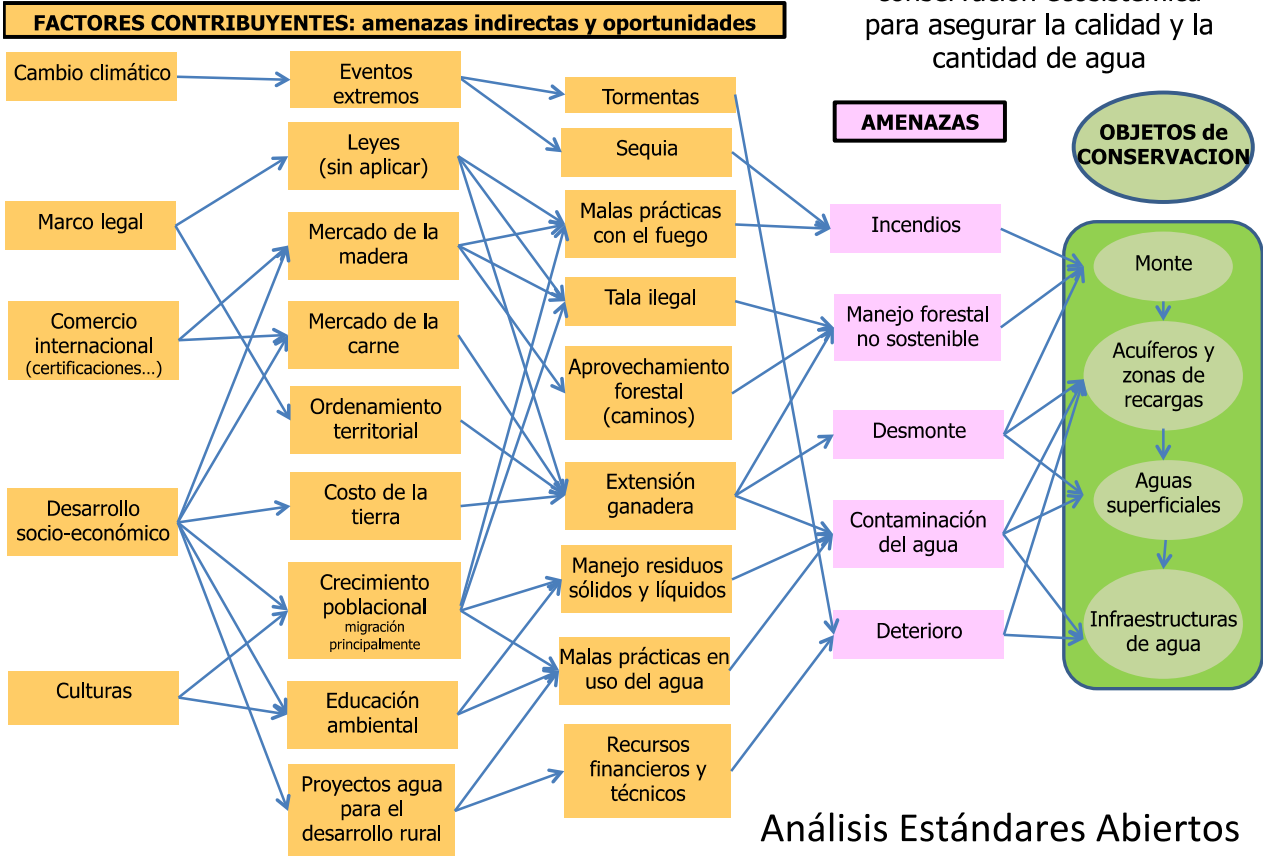 FACTORES CONTRIBUYENTES: amenazas indirectas y oportunidades
para asegurar la calidad y la
cantidad de agua
Cambio climático
Marco legal
Comercio
internacional
(certificaciones...)
Desarrollo
socio-económico
Culturas
Eventos
extremos
Leyes
(sin aplicar)
Mercado de la
madera
Mercado de la
carne
Ordenamiento
territorial
Costo de la
tierra
Crecimiento
poblacional
migración
principalmente
Educación
ambiental
Proyectos agua
para el
desarrollo rural
Tormentas
Sequia
Malas prácticas
con el fuego
Tala ilegal
Aprovechamiento
forestal
(caminos)
Extensión
ganadera
Manejo residuos
sólidos y líquidos
Malas prácticas en
uso del agua
Recursos
financieros y
técnicos
AMENAZAS
Incendios
Manejo forestal
no sostenible
Desmonte
Contaminación
del agua
Deterioro
OBJETOS de
CONSERVACION
Monte
Acuíferos y
zonas de
recargas
Aguas
superficiales
Infraestructuras
de agua
Análisis Estándares Abiertos